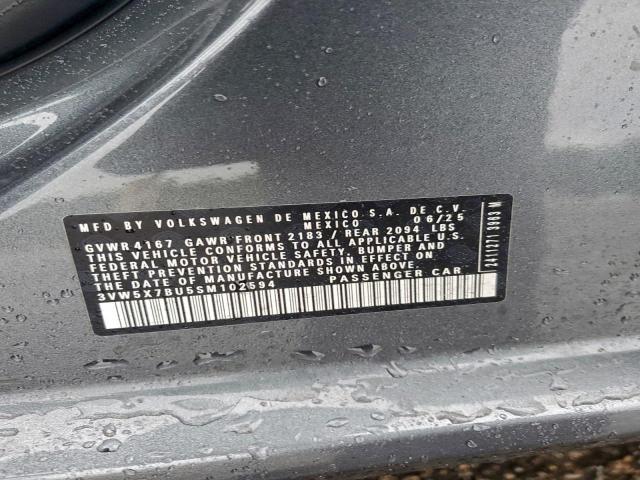 MFD BY VOLKSWAGEN DE MEXICO S.A. DE C.V.
MEXICO 06/25
GVWR 4167 GAWR FRONT 2183 / REAR 2094 LBS
THIS VEHICLE CONFORMS TO ALL APPLICABLE U.S.
FEDERAL MOTOR VEHICLE SAFETY, BUMPER AND
THEFT PREVENTION STANDARDS IN EFFECT ON
THE DATE OF MANUFACTURE SHOWN ABOVE.
3VW5X7BU5SM102594 PASSENGER CAR